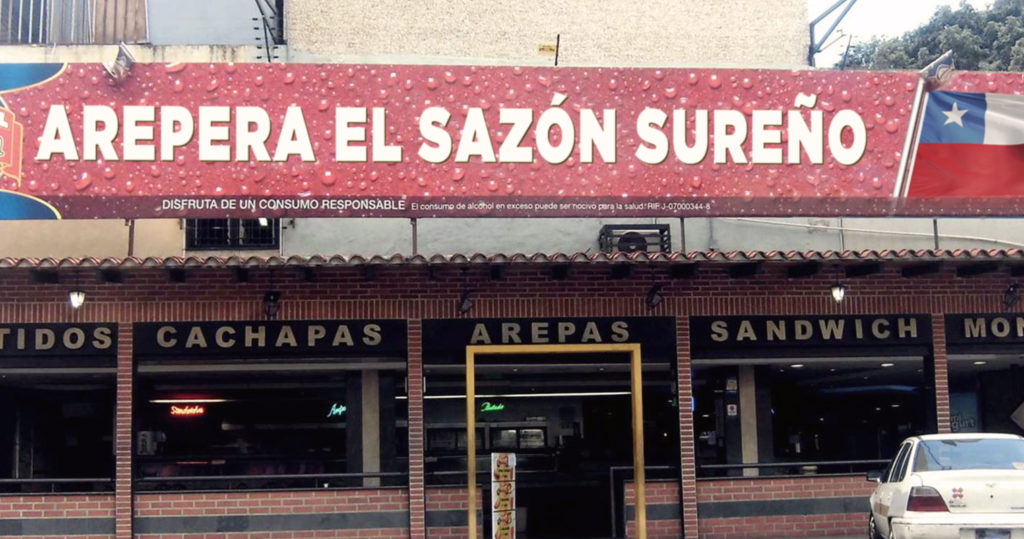 AREPERA EL SAZÓN SUREÑO
DISFRUTA DE UN CONSUMO RESPONSABLE El consumo de alcohol en exceso puede ser nocivo para la salud. RIF J-07000344-8
TIDOS CACHAPAS AREPAS SANDWICH MON